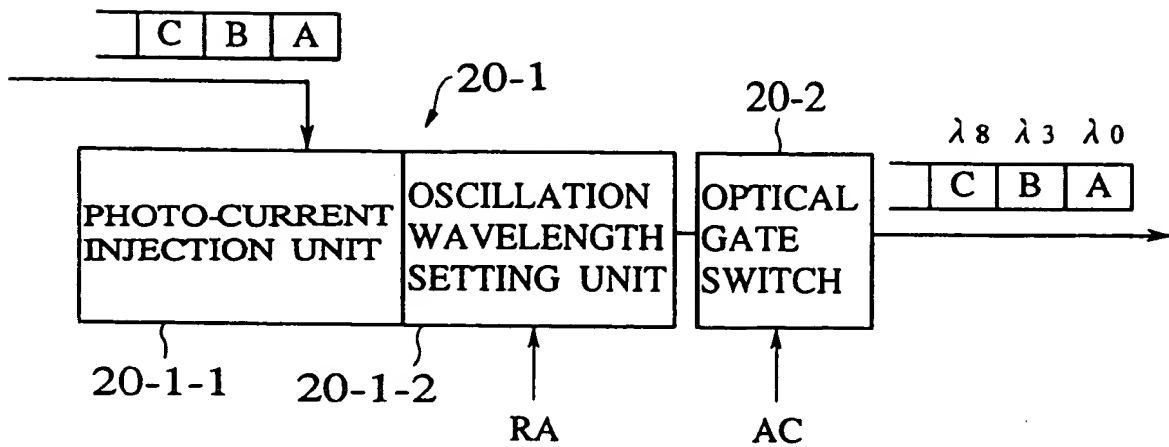 C B A
20-1
20-2
λ8 λ3 λ0
C B A
PHOTO-CURRENT
INJECTION UNIT
OSCILLATION
WAVELENGTH
SETTING UNIT
OPTICAL
GATE
SWITCH
20-1-1
20-1-2
RA
AC